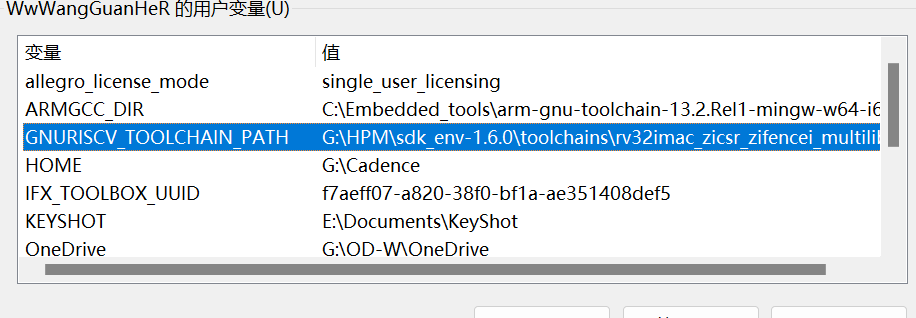 WwWangGuanHeR 的用户变量(U)
变量 值
allegro_license_mode single_user_licensing
ARMGCC_DIR C:\Embedded_tools\arm-gnu-toolchain-13.2.Rel1-mingw-w64-i6
GNURISCV_TOOLCHAIN_PATH G:\HPM\sdk_env-1.6.0\toolchains\rv32imac_zicsr_zifencei_multilib
HOME G:\Cadence
IFX_TOOLBOX_UUID f7aeff07-a820-38f0-bf1a-ae351408def5
KEYSHOT E:\Documents\KeyShot
OneDrive G:\OD-W\OneDrive